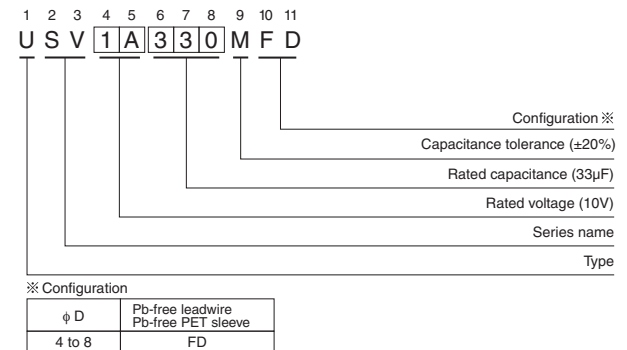 1 2 3 4 5 6 7 8 9 10 11
U S V 1 A 3 3 0 M F D
Configuration ※
Capacitance tolerance (±20%)
Rated capacitance (33µF)
Rated voltage (10V)
Series name
Type
※ Configuration
ϕ D
Pb-free leadwire
Pb-free PET sleeve
4 to 8
FD